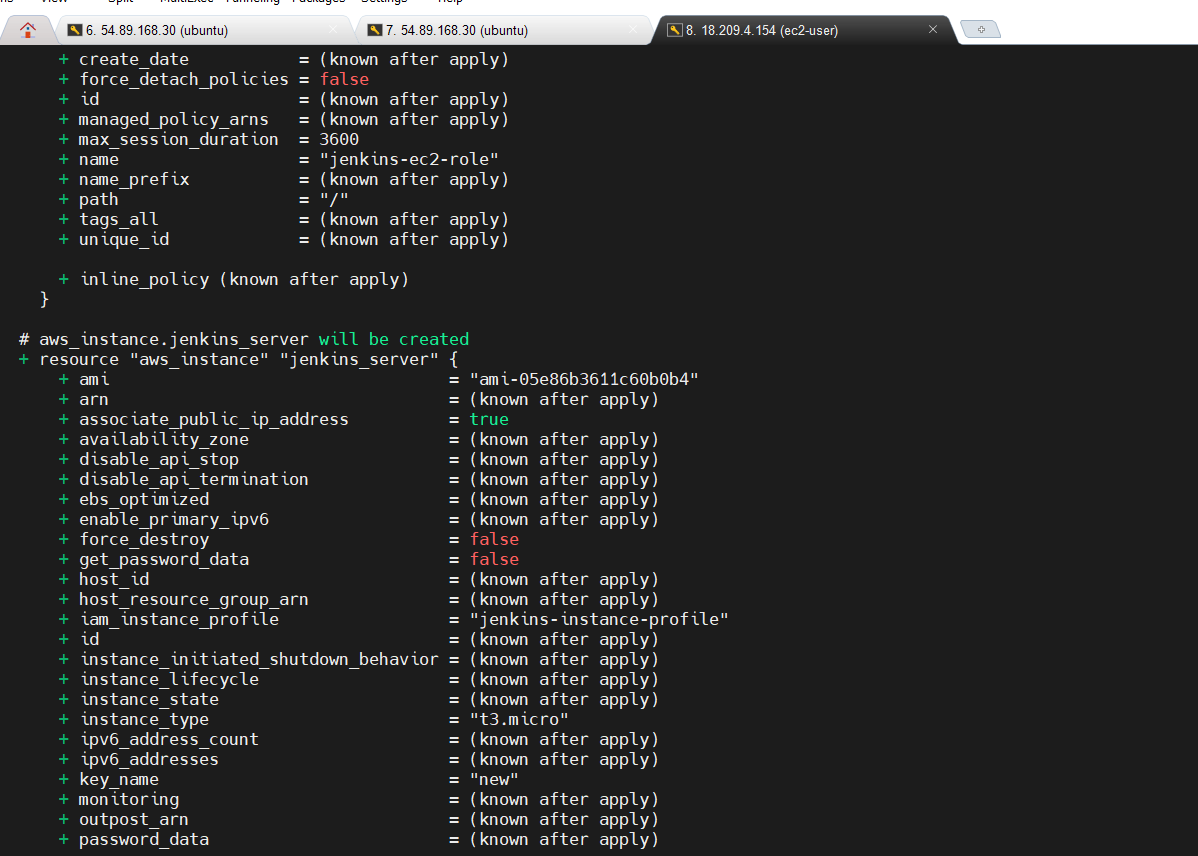 View Split MultiExec Tunneling Packages Settings Help
6. 54.89.168.30 (ubuntu) 7. 54.89.168.30 (ubuntu) 8. 18.209.4.154 (ec2-user)
+ create_date = (known after apply)
+ force_detach_policies = false
+ id = (known after apply)
+ managed_policy_arns = (known after apply)
+ max_session_duration = 3600
+ name = "jenkins-ec2-role"
+ name_prefix = (known after apply)
+ path = "/"
+ tags_all = (known after apply)
+ unique_id = (known after apply)
+ inline_policy (known after apply)
}
# aws_instance.jenkins_server will be created
+ resource "aws_instance" "jenkins_server" {
+ ami = "ami-05e86b3611c60b0b4"
+ arn = (known after apply)
+ associate_public_ip_address = true
+ availability_zone = (known after apply)
+ disable_api_stop = (known after apply)
+ disable_api_termination = (known after apply)
+ ebs_optimized = (known after apply)
+ enable_primary_ipv6 = (known after apply)
+ force_destroy = false
+ get_password_data = false
+ host_id = (known after apply)
+ host_resource_group_arn = (known after apply)
+ iam_instance_profile = "jenkins-instance-profile"
+ id = (known after apply)
+ instance_initiated_shutdown_behavior = (known after apply)
+ instance_lifecycle = (known after apply)
+ instance_state = (known after apply)
+ instance_type = "t3.micro"
+ ipv6_address_count = (known after apply)
+ ipv6_addresses = (known after apply)
+ key_name = "new"
+ monitoring = (known after apply)
+ outpost_arn = (known after apply)
+ password_data = (known after apply)